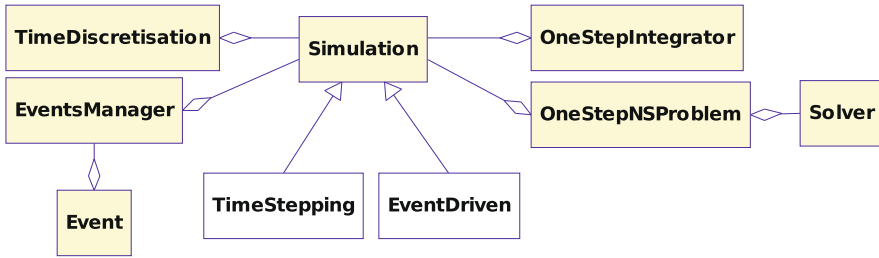 TimeDiscretisation
Simulation
OneStepIntegrator
EventsManager
OneStepNSProblem
Solver
TimeStepping
EventDriven
Event